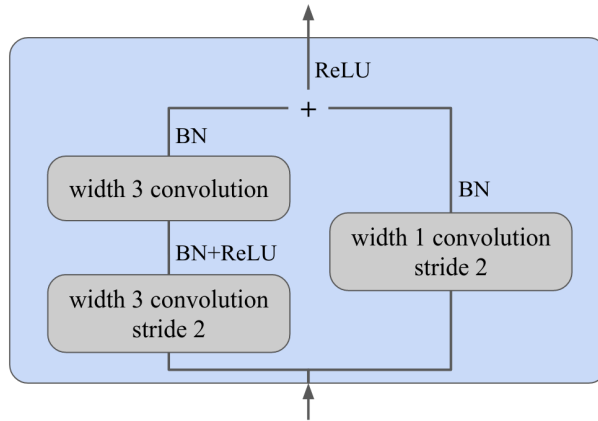 ReLU
+
BN
width 3 convolution
BN
BN+ReLU
width 1 convolution
stride 2
width 3 convolution
stride 2